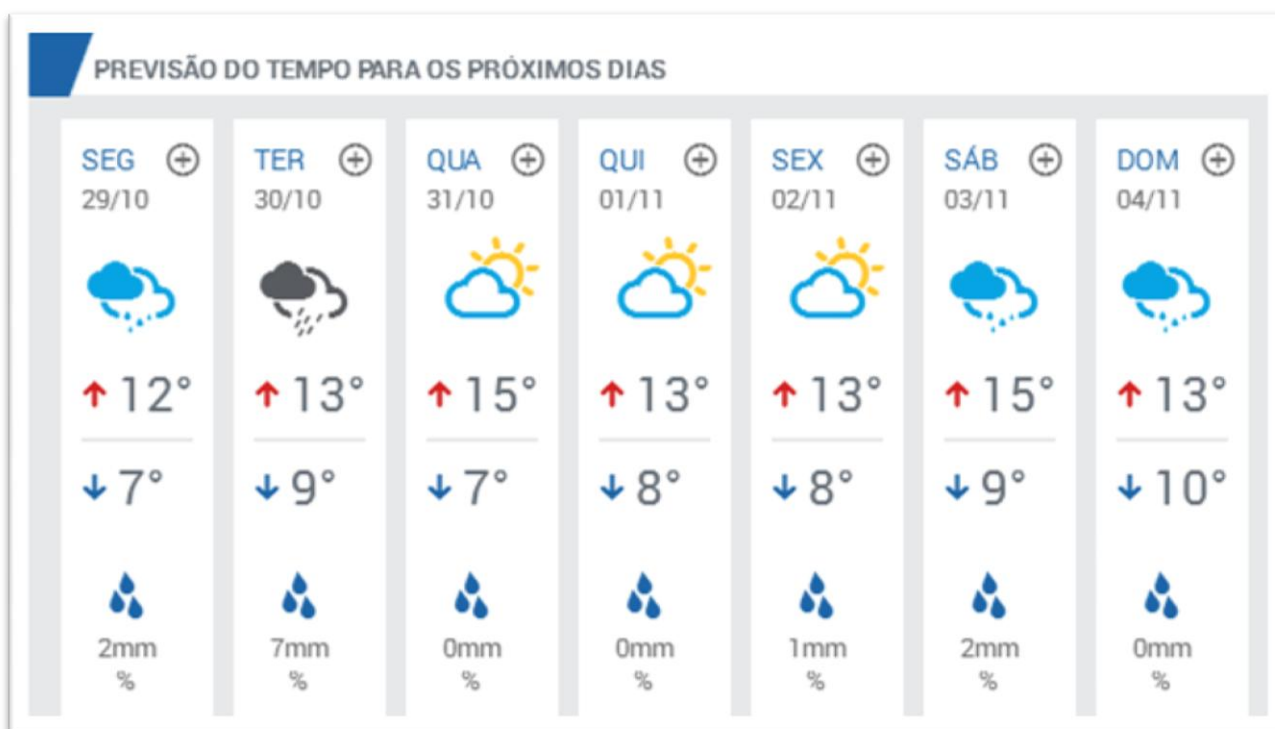 PREVISÃO DO TEMPO PARA OS PRÓXIMOS DIAS
SEG
29/10
12°
7°
2mm
%
TER
30/10
13°
9°
7mm
%
QUA
31/10
15°
7°
0mm
%
QUI
01/11
13°
8°
0mm
%
SEX
02/11
13°
8°
1mm
%
SÁB
03/11
15°
9°
2mm
%
DOM
04/11
13°
10°
0mm
%